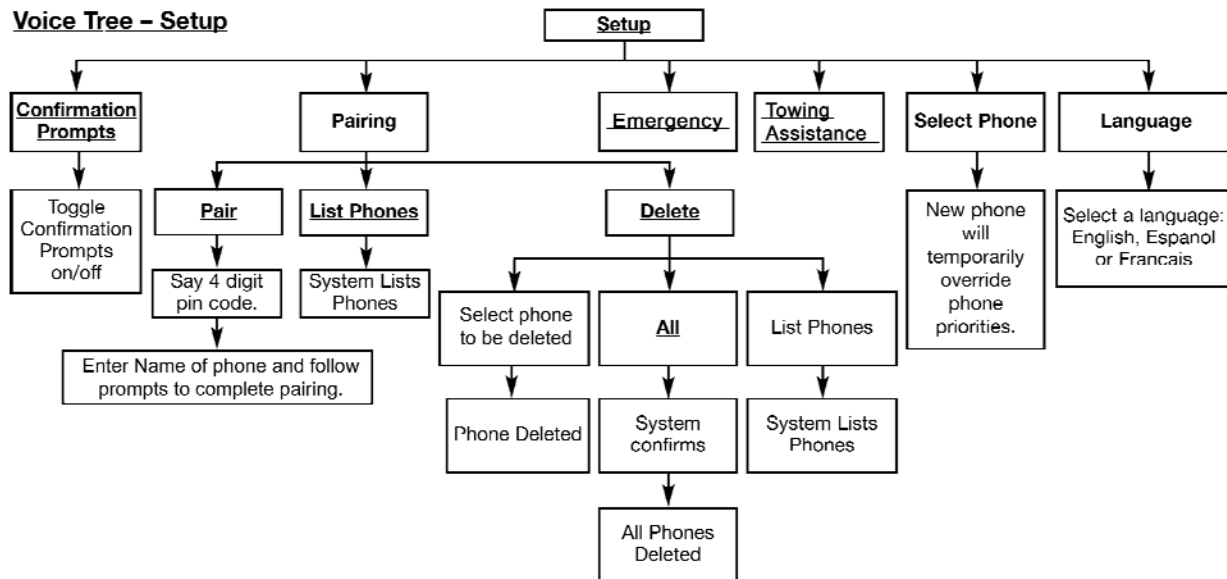 Voice Tree – Setup
Setup
Confirmation
Prompts
Pairing
Emergency
Towing
Assistance
Select Phone
Language
Toggle
Confirmation
Prompts
on/off
Pair
List Phones
Delete
New phone
will
temporarily
override
phone
priorities.
Select a language:
English, Espanol
or Francais
Say 4 digit
pin code.
System Lists
Phones
Select phone
to be deleted
All
List Phones
Enter Name of phone and follow
prompts to complete pairing.
Phone Deleted
System
confirms
System Lists
Phones
All Phones
Deleted